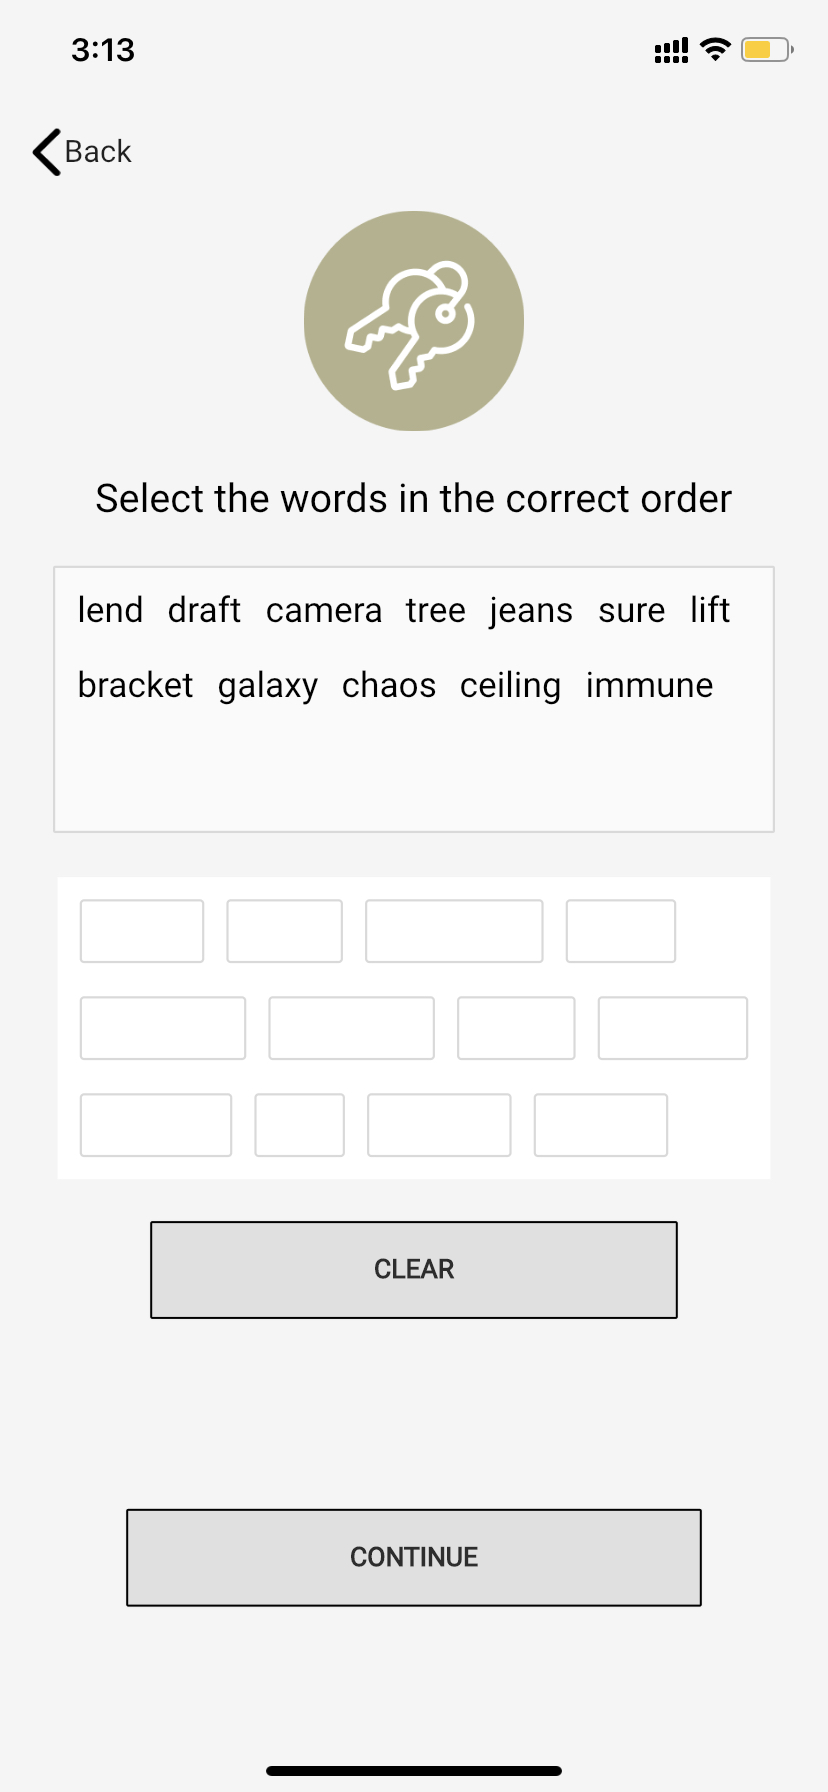 3:13
Back
Select the words in the correct order
lend draft camera tree jeans sure lift
bracket galaxy chaos ceiling immune
CLEAR
CONTINUE